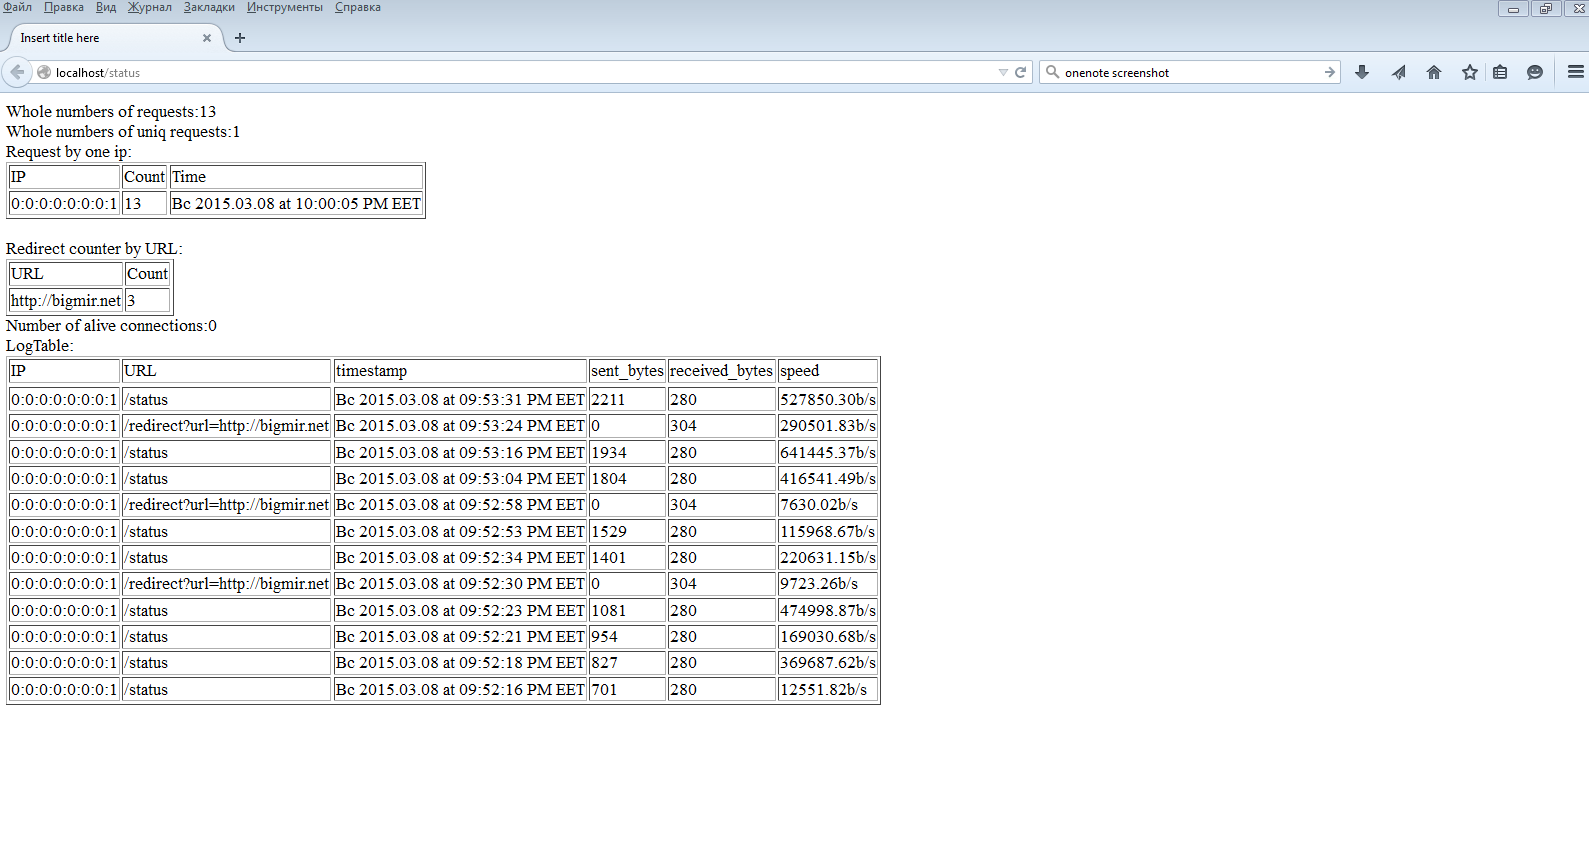 Файл Правка Вид Журнал Закладки Инструменты Справка
Insert title here
localhost/status
onenote screenshot
Whole numbers of requests:13
Whole numbers of uniq requests:1
Request by one ip:
IP Count Time
0:0:0:0:0:0:0:1 13 Вс 2015.03.08 at 10:00:05 PM EET
Redirect counter by URL:
URL Count
http://bigmir.net 3
Number of alive connections:0
LogTable:
IP URL timestamp sent_bytes received_bytes speed
0:0:0:0:0:0:0:1 /status Вс 2015.03.08 at 09:53:31 PM EET 2211 280 527850.30b/s
0:0:0:0:0:0:0:1 /redirect?url=http://bigmir.net Вс 2015.03.08 at 09:53:24 PM EET 0 304 290501.83b/s
0:0:0:0:0:0:0:1 /status Вс 2015.03.08 at 09:53:16 PM EET 1934 280 641445.37b/s
0:0:0:0:0:0:0:1 /status Вс 2015.03.08 at 09:53:04 PM EET 1804 280 416541.49b/s
0:0:0:0:0:0:0:1 /redirect?url=http://bigmir.net Вс 2015.03.08 at 09:52:58 PM EET 0 304 7630.02b/s
0:0:0:0:0:0:0:1 /status Вс 2015.03.08 at 09:52:53 PM EET 1529 280 115968.67b/s
0:0:0:0:0:0:0:1 /status Вс 2015.03.08 at 09:52:34 PM EET 1401 280 220631.15b/s
0:0:0:0:0:0:0:1 /redirect?url=http://bigmir.net Вс 2015.03.08 at 09:52:30 PM EET 0 304 9723.26b/s
0:0:0:0:0:0:0:1 /status Вс 2015.03.08 at 09:52:23 PM EET 1081 280 474998.87b/s
0:0:0:0:0:0:0:1 /status Вс 2015.03.08 at 09:52:21 PM EET 954 280 169030.68b/s
0:0:0:0:0:0:0:1 /status Вс 2015.03.08 at 09:52:18 PM EET 827 280 369687.62b/s
0:0:0:0:0:0:0:1 /status Вс 2015.03.08 at 09:52:16 PM EET 701 280 12551.82b/s